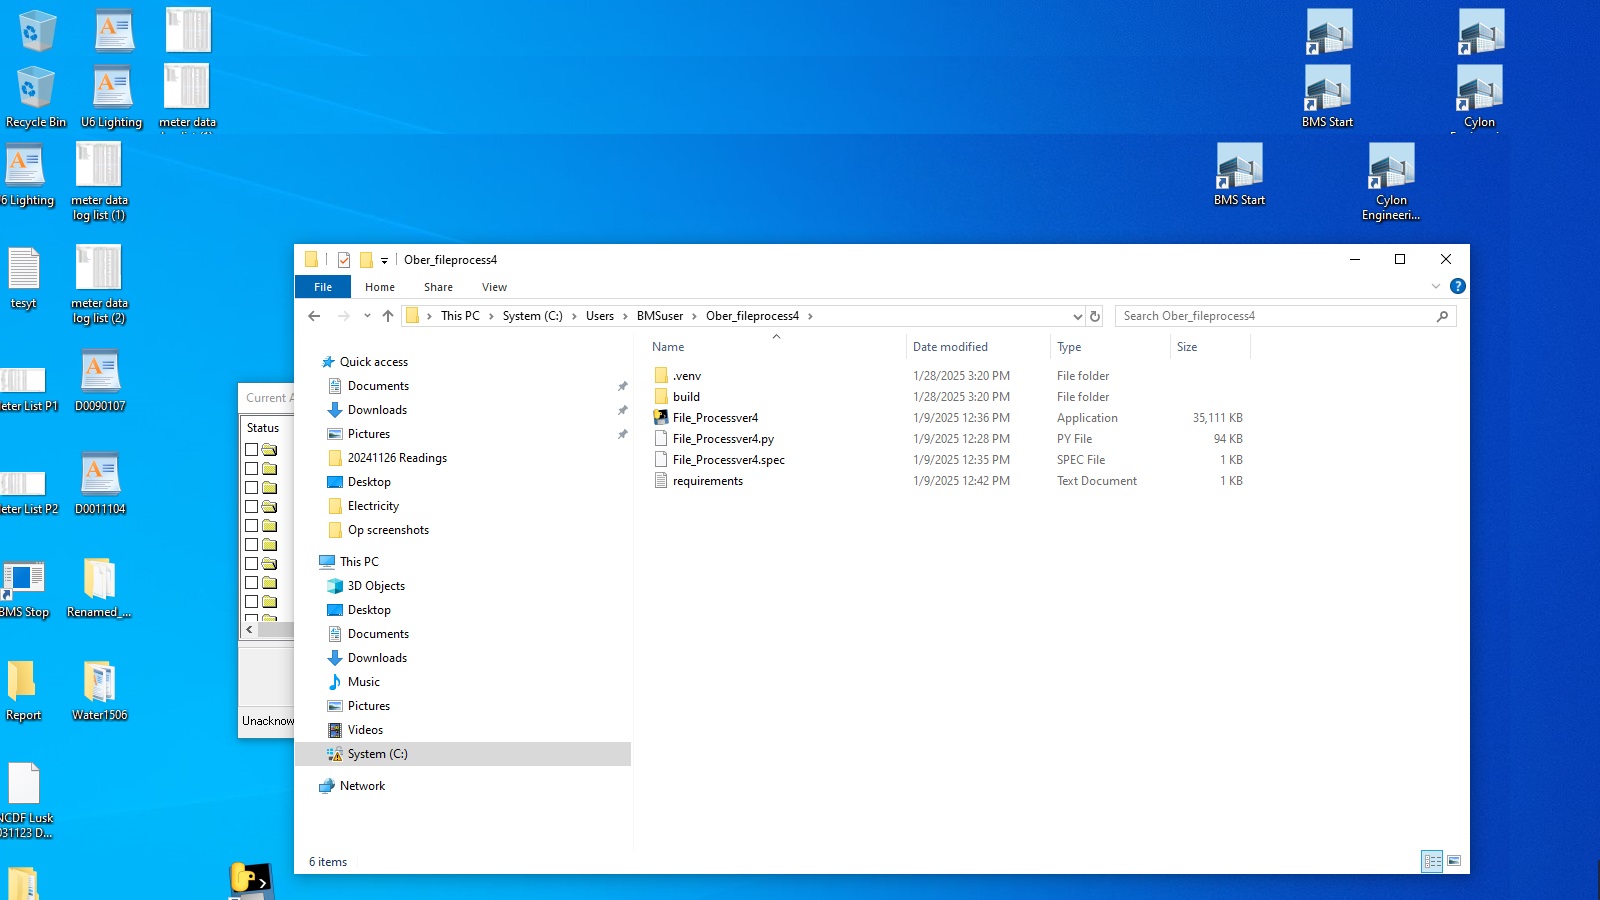 Recycle Bin
U6 Lighting
meter data
BMS Start
Cylon
6 Lighting
meter data
log list (1)
BMS Start
Cylon
Engineeri...
tesyt
meter data
log list (2)
eter List P1
D0090107
eter List P2
D0011104
BMS Stop
Renamed_...
Report
Water1506
NCDF Lusk
031123 D...
Current A
Status
Unacknow
Ober_fileprocess4
File
Home
Share
View
This PC
System (C:)
Users
BMSuser
Ober_fileprocess4
Search Ober_fileprocess4
Quick access
Documents
Downloads
Pictures
20241126 Readings
Desktop
Electricity
Op screenshots
This PC
3D Objects
Desktop
Documents
Downloads
Music
Pictures
Videos
System (C:)
Network
Name Date modified Type Size
.venv 1/28/2025 3:20 PM File folder
build 1/28/2025 3:20 PM File folder
File_Processver4 1/9/2025 12:36 PM Application 35,111 KB
File_Processver4.py 1/9/2025 12:28 PM PY File 94 KB
File_Processver4.spec 1/9/2025 12:35 PM SPEC File 1 KB
requirements 1/9/2025 12:42 PM Text Document 1 KB
6 items